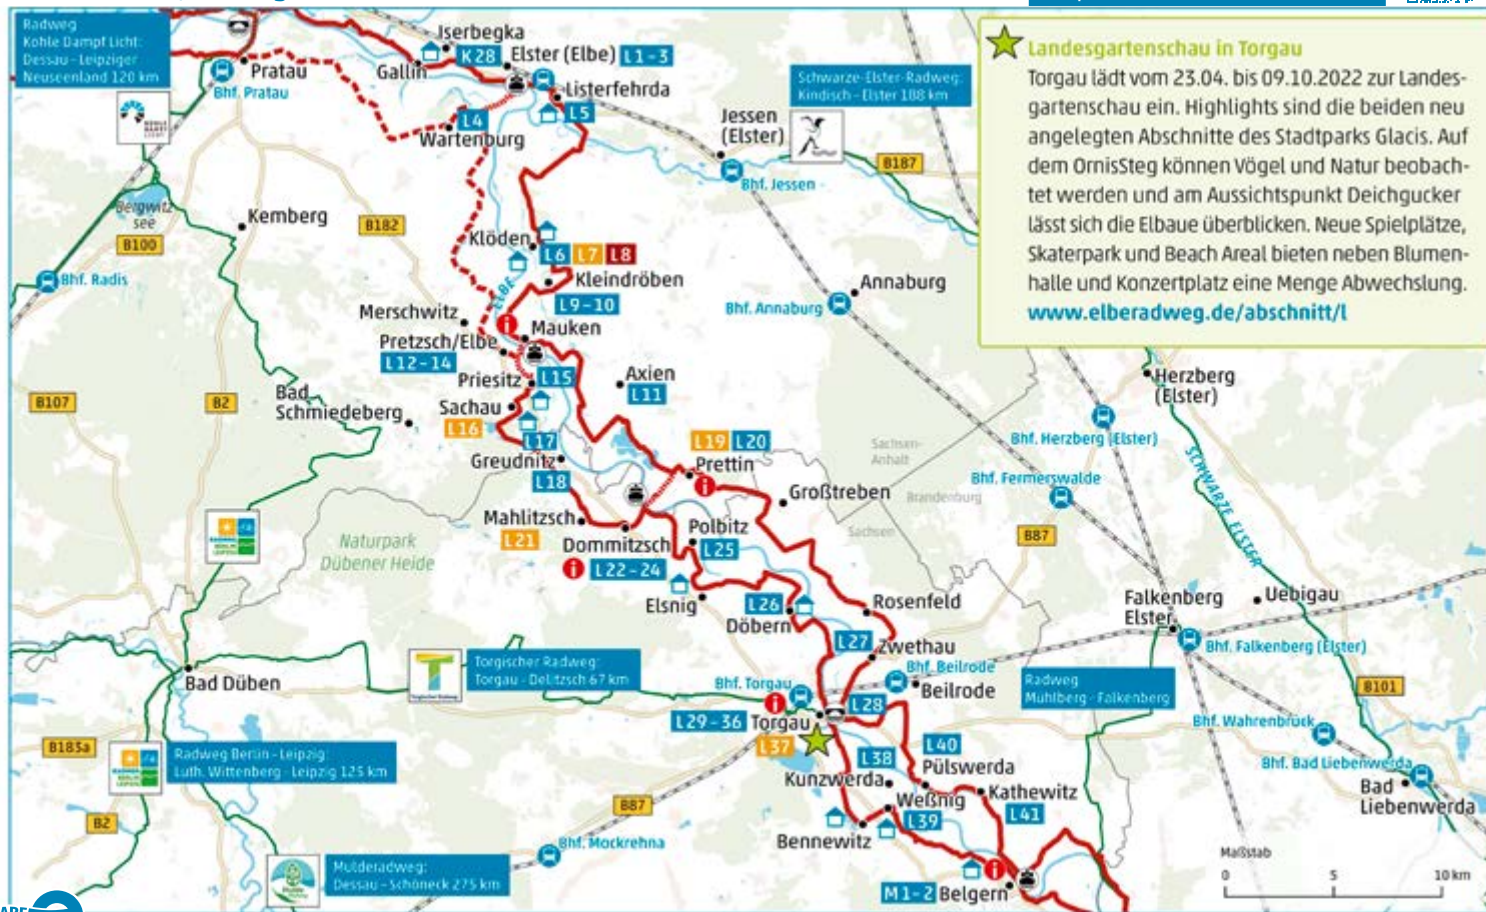 Radweg
Kohle Dampf Licht:
Dessau - Leipziger
Neuseenland 120 km
Pratau
Bhf. Pratau
Iserbegka
Gallin
K28
Elster (Elbe)
L1-3
Listerfehrda
L5
L4
Wartenburg
Schwarze-Elster-Radweg:
Kindisch - Elster 188 km
Jessen
(Elster)
Bhf. Jessen
B187
Landesgartenschau in Torgau
Torgau lädt vom 23.04. bis 09.10.2022 zur Landes-
gartenschau ein. Highlights sind die beiden neu
angelegten Abschnitte des Stadtparks Glacis. Auf
dem OrnisSteg können Vögel und Natur beobach-
tet werden und am Aussichtspunkt Deichgucker
lässt sich die Elbaue überblicken. Neue Spielplätze,
Skaterpark und Beach Areal bieten neben Blumen-
halle und Konzertplatz eine Menge Abwechslung.
www.elberadweg.de/abschnitt/l
Bergwitz
see
Kemberg
B182
B100
Bhf. Radis
Klöden
L6
L7
L8
Kleindröben
L9-10
ELBE
Merschwitz
Mauken
Pretzsch/Elbe
L12-14
Annaburg
Bhf. Annaburg
Priesitz
L15
Axien
L11
Sachau
L16
B107
B2
Bad
Schmiedeberg
L17
Greudnitz
L18
L19
L20
Prettin
Großtreben
Sachsen-
Anhalt
Brandenburg
Sachsen
Herzberg
(Elster)
Bhf. Herzberg (Elster)
Bhf. Fermerswalde
SCHWARZE ELSTER
B87
Mahlitzsch
L21
Dommitzsch
L22-24
Polbitz
L25
Naturpark
Dübener Heide
Elsnig
L26
Döbern
Rosenfeld
L27
Zwethau
Falkenberg
Elster
Uebigau
Bhf. Falkenberg (Elster)
Bad Düben
Torgischer Radweg:
Torgau - Delitzsch 67 km
Bhf. Torgau
Bhf. Beilrode
Beilrode
Radweg
Mühlberg - Falkenberg
B101
L28
L29-36
Torgau
L37
Bhf. Wahrenbrück
B183a
Radweg Berlin - Leipzig:
Luth. Wittenberg - Leipzig 125 km
L38
L40
Kunzwerda
Pülswerda
Kathewitz
L41
Bhf. Bad Liebenwerda
Bad
Liebenwerda
B2
B87
Weßnig
L39
Bennewitz
Bhf. Mockrehna
Mulderadweg:
Dessau - Schöneck 275 km
M1-2
Belgern
Maßstab
0 5 10 km